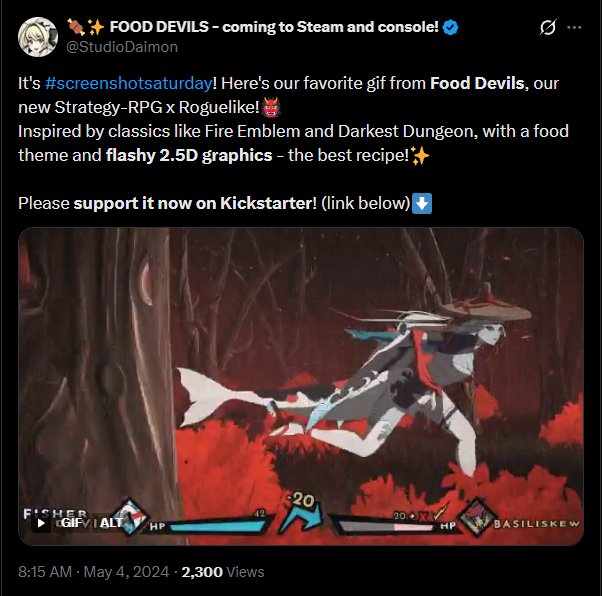 FOOD DEVILS - coming to Steam and console!
@StudioDaimon
It's #screenshotsaturday! Here's our favorite gif from Food Devils, our
new Strategy-RPG x Roguelike!
Inspired by classics like Fire Emblem and Darkest Dungeon, with a food
theme and flashy 2.5D graphics - the best recipe!
Please support it now on Kickstarter! (link below)
-20
FISHER
42
20
GIF ALT
HP
HP
BASILISKEW
8:15 AM · May 4, 2024 · 2,300 Views